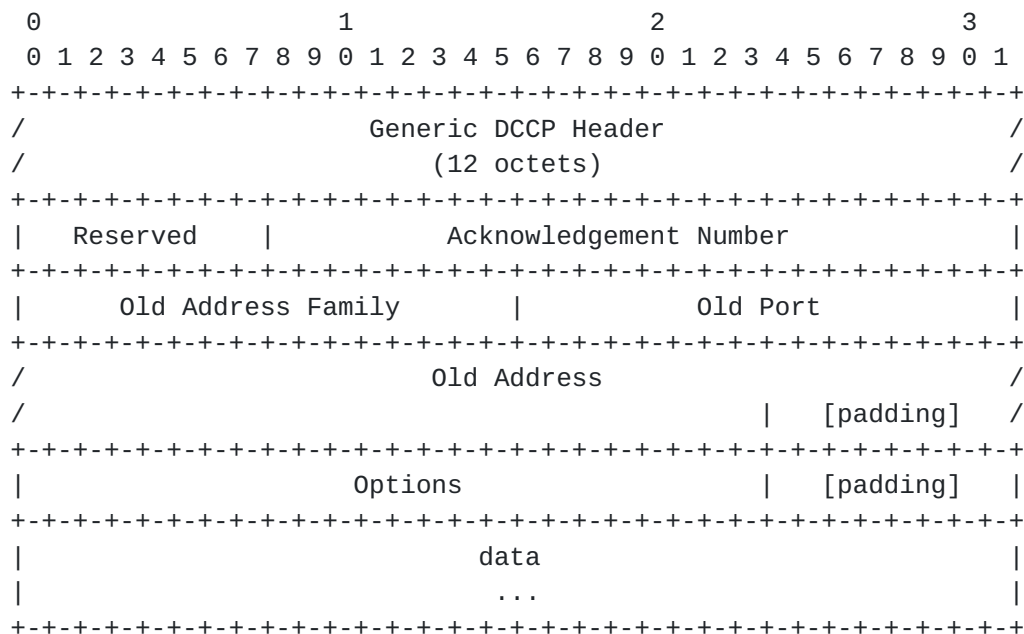 0                   1                   2                   3
 0 1 2 3 4 5 6 7 8 9 0 1 2 3 4 5 6 7 8 9 0 1 2 3 4 5 6 7 8 9 0 1
+-+-+-+-+-+-+-+-+-+-+-+-+-+-+-+-+-+-+-+-+-+-+-+-+-+-+-+-+-+-+-+-+
/                      Generic DCCP Header                      /
/                          (12 octets)                          /
+-+-+-+-+-+-+-+-+-+-+-+-+-+-+-+-+-+-+-+-+-+-+-+-+-+-+-+-+-+-+-+-+
|   Reserved    |           Acknowledgement Number              |
+-+-+-+-+-+-+-+-+-+-+-+-+-+-+-+-+-+-+-+-+-+-+-+-+-+-+-+-+-+-+-+-+
|      Old Address Family       |           Old Port            |
+-+-+-+-+-+-+-+-+-+-+-+-+-+-+-+-+-+-+-+-+-+-+-+-+-+-+-+-+-+-+-+-+
/                          Old Address                          /
/                                               |   [padding]   /
+-+-+-+-+-+-+-+-+-+-+-+-+-+-+-+-+-+-+-+-+-+-+-+-+-+-+-+-+-+-+-+-+
|                     Options                   |   [padding]   |
+-+-+-+-+-+-+-+-+-+-+-+-+-+-+-+-+-+-+-+-+-+-+-+-+-+-+-+-+-+-+-+-+
|                             data                              |
|                              ...                              |
+-+-+-+-+-+-+-+-+-+-+-+-+-+-+-+-+-+-+-+-+-+-+-+-+-+-+-+-+-+-+-+-+